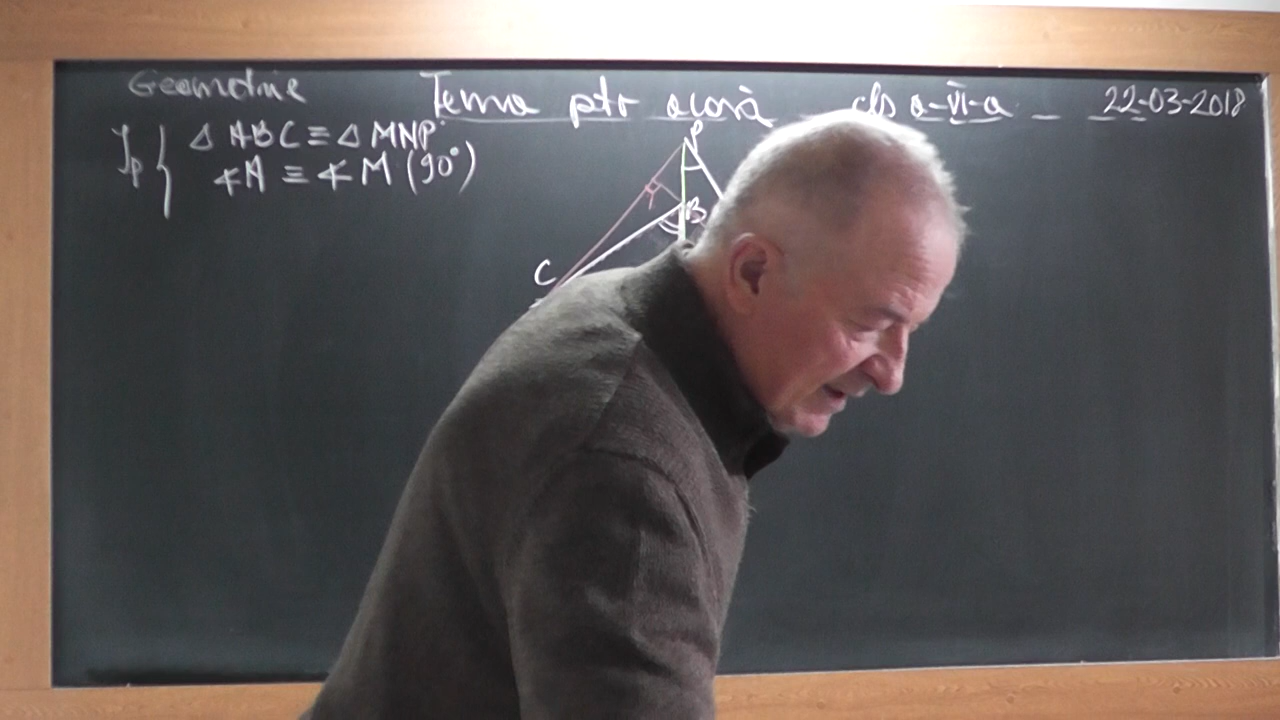 Geometrie Tema ptr acasă cls a-VI-a 22-03-2018
Ip { △ ABC ≡ △ MNP
∢A ≡ ∢M (90°)
P
B
C